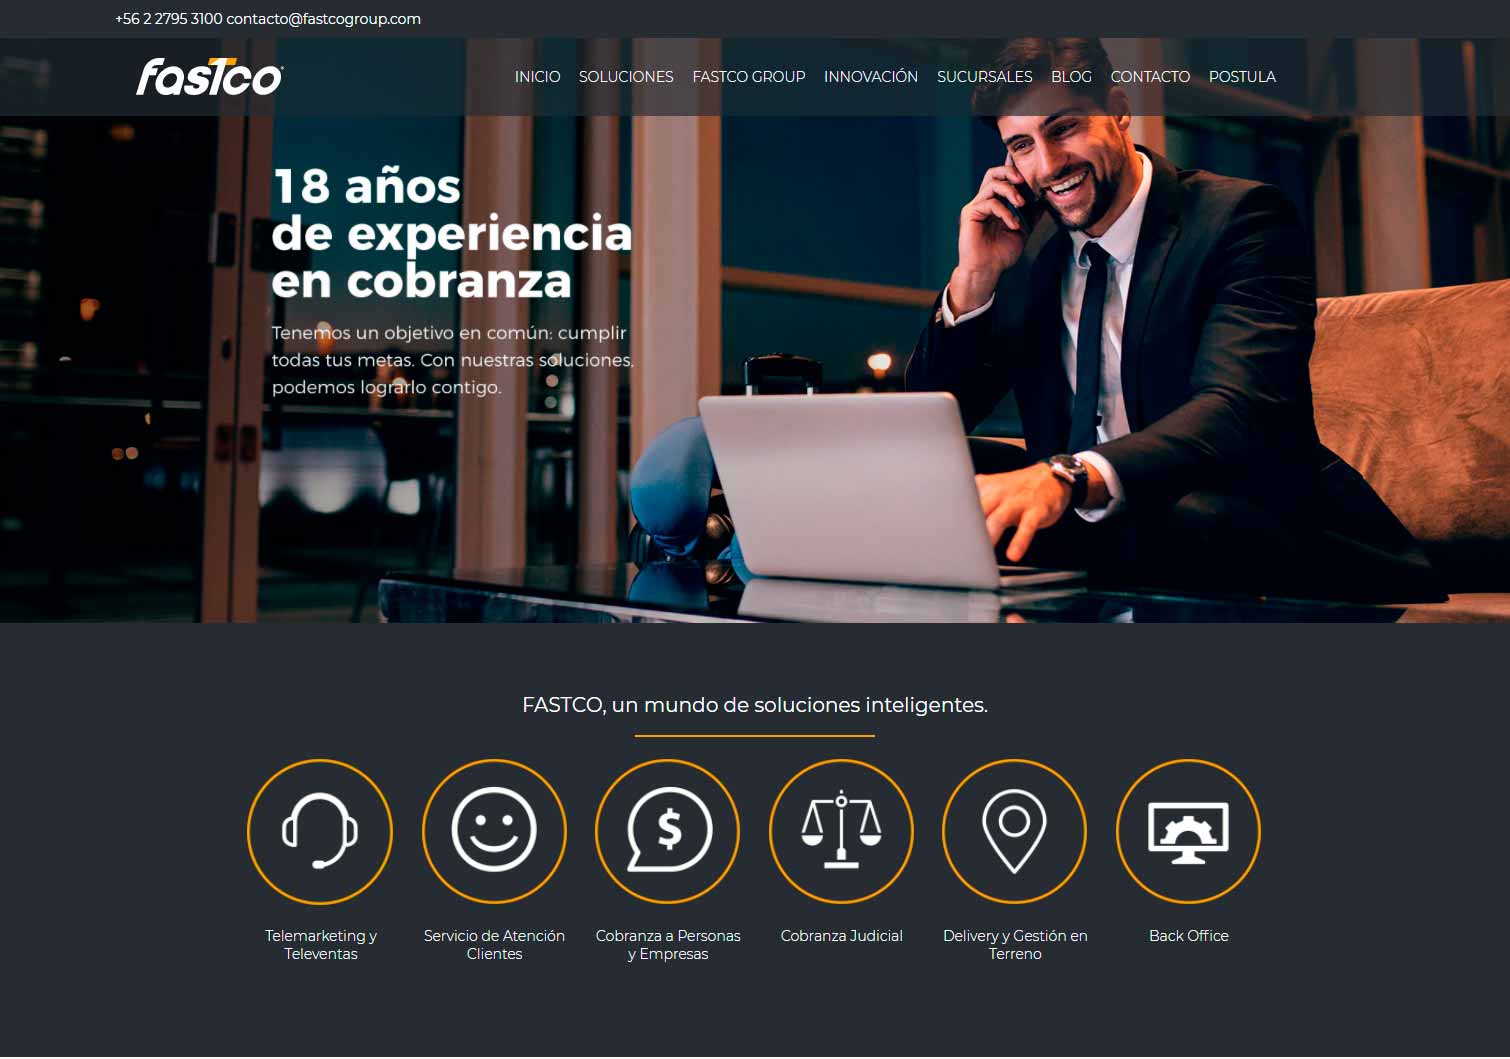 +56 2 2795 3100 contacto@fastcogroup.com
fasTco
INICIO SOLUCIONES FASTCO GROUP INNOVACIÓN SUCURSALES BLOG CONTACTO POSTULA
18 años
de experiencia
en cobranza
Tenemos un objetivo en común: cumplir
todas tus metas. Con nuestras soluciones,
podemos lograrlo contigo.
FASTCO, un mundo de soluciones inteligentes.
$
Telemarketing y
Televentas
Servicio de Atención
Clientes
Cobranza a Personas
y Empresas
Cobranza Judicial
Delivery y Gestión en
Terreno
Back Office